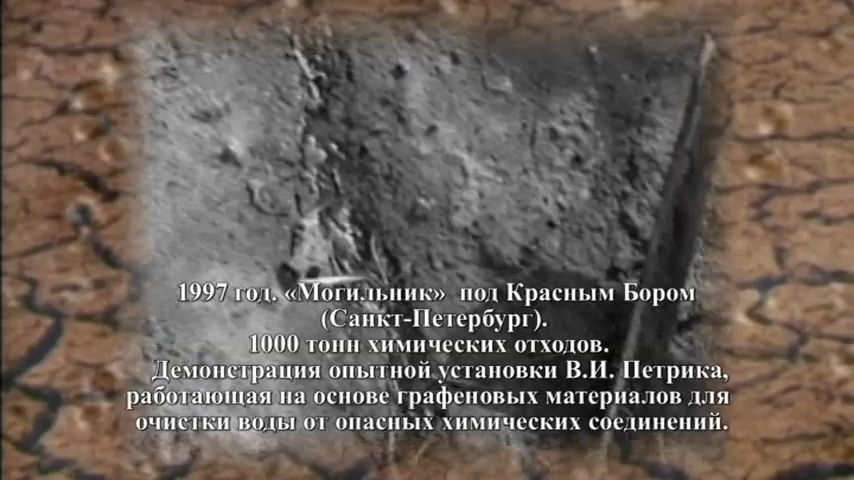 1997 год. «Могильник» под Красным Бором
(Санкт-Петербург).
1000 тонн химических отходов.
Демонстрация опытной установки В.И. Петрика,
работающая на основе графеновых материалов для
очистки воды от опасных химических соединений.